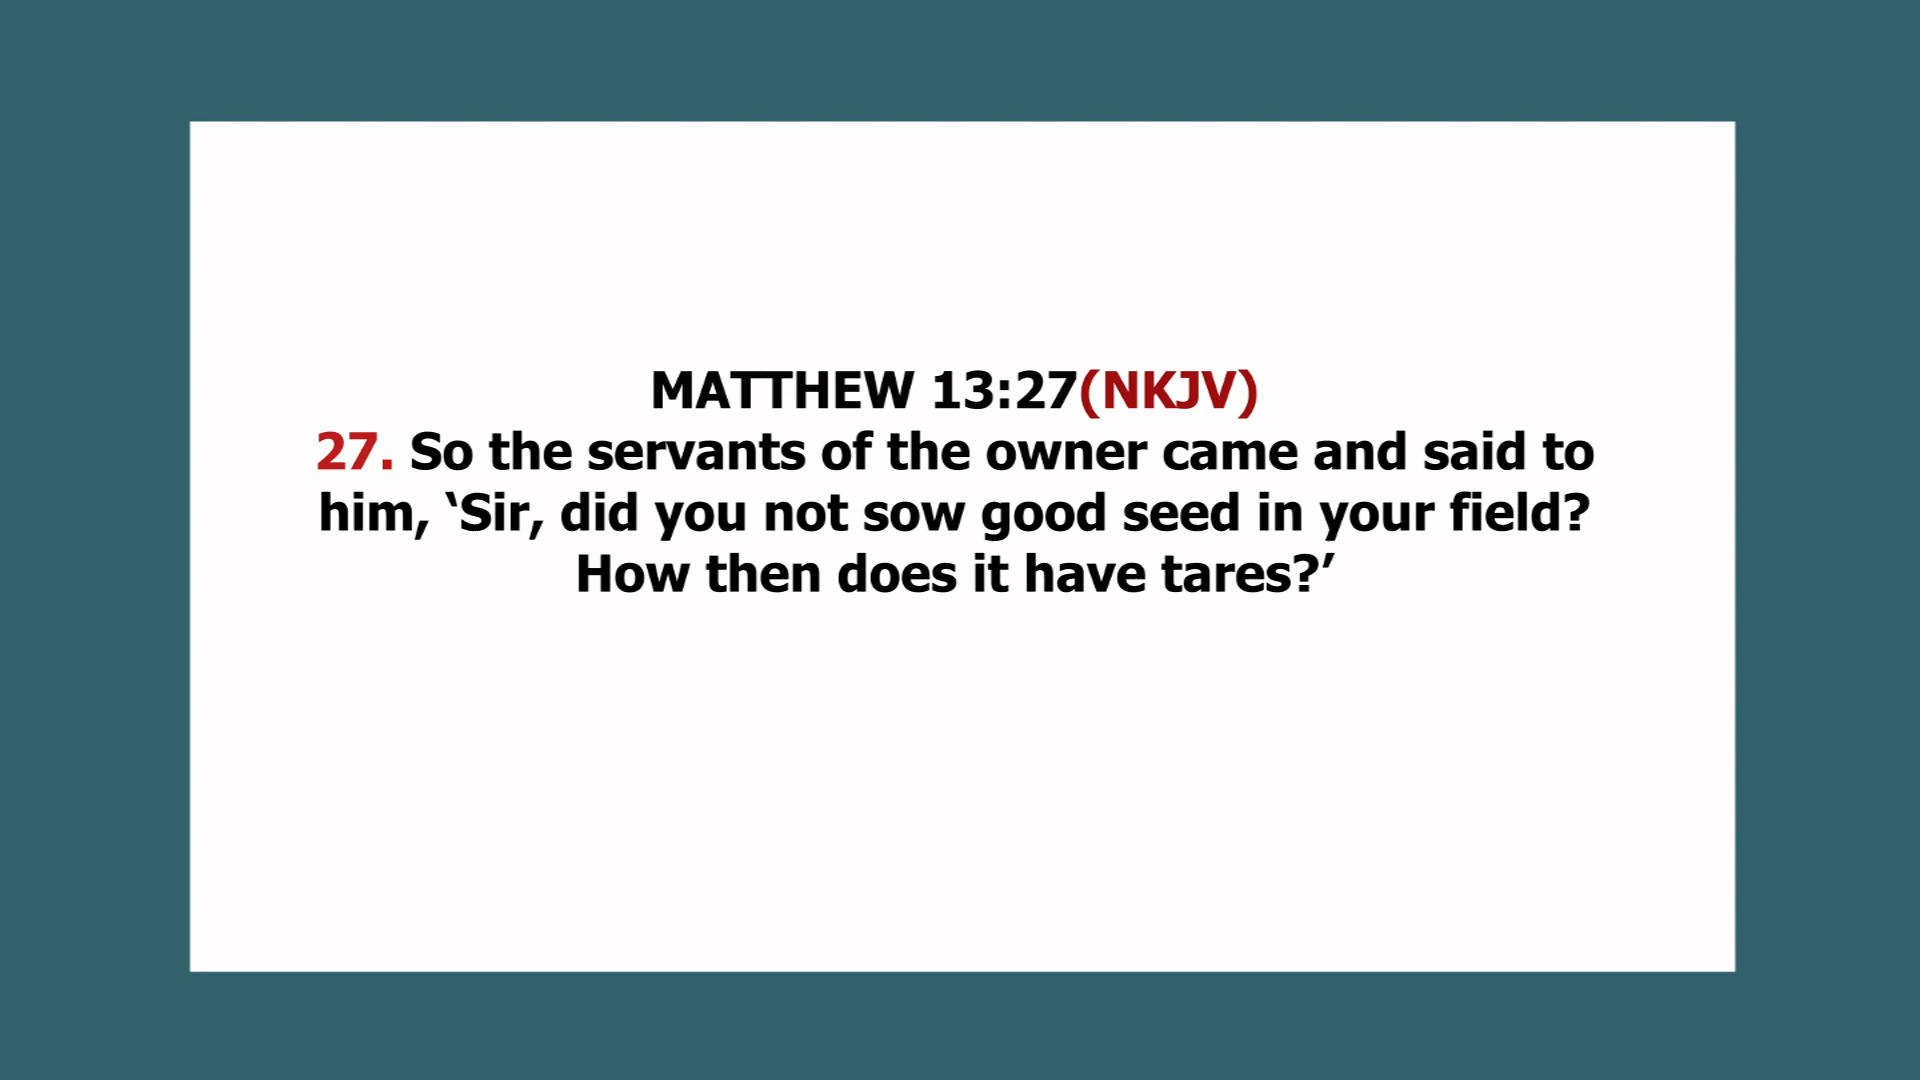 MATTHEW 13:27(NKJV)
27. So the servants of the owner came and said to
him, ‘Sir, did you not sow good seed in your field?
How then does it have tares?’